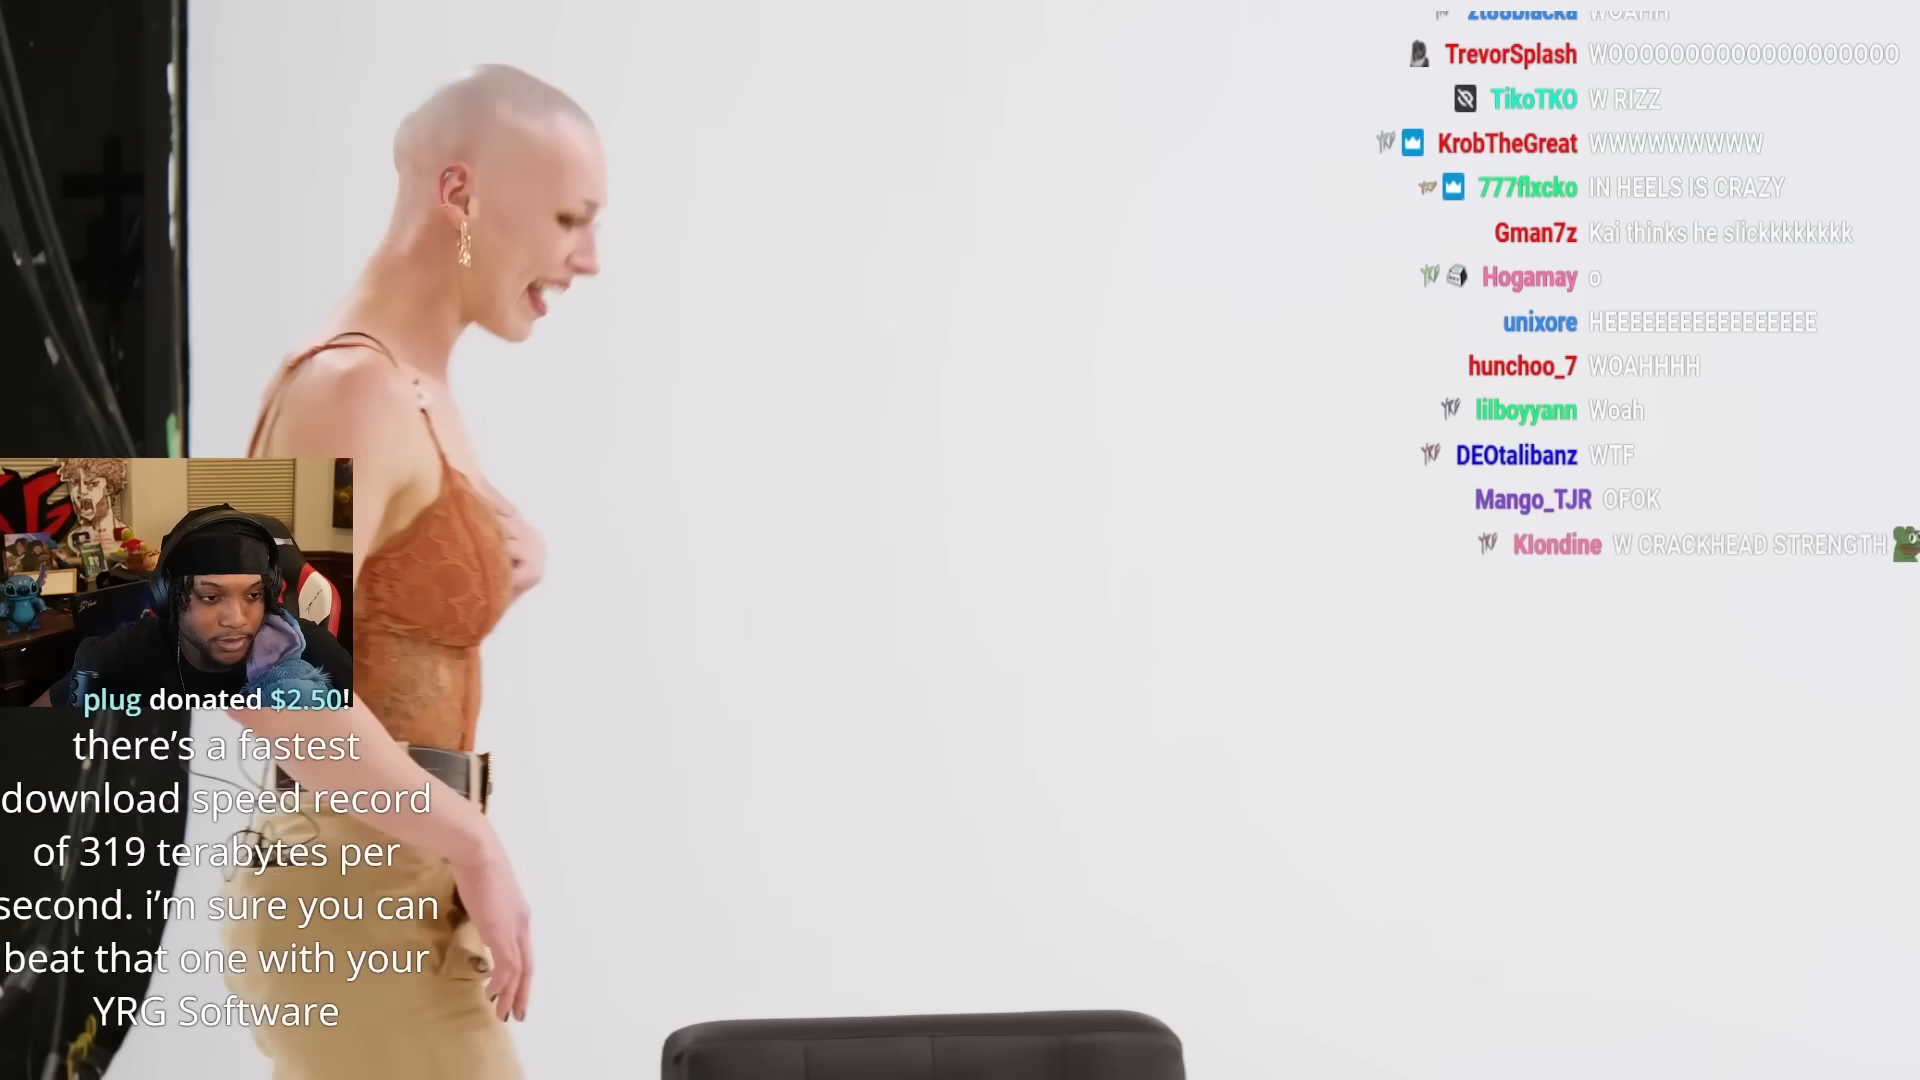 TrevorSplash WOOOOOOOOOOOOOOOOOOO
TikoTKO W RIZZ
KrobTheGreat WWWWWWWWW
777flxcko IN HEELS IS CRAZY
Gman7z Kai thinks he slickkkkkkkk
Hogamay o
unixore HEEEEEEEEEEEEEEEEE
hunchoo_7 WOAHHHH
lilboyyann Woah
DEOtalibanz WTF
Mango_TJR OFOK
Klondine W CRACKHEAD STRENGTH
plug donated $2.50!
there's a fastest
download speed record
of 319 terabytes per
second. i'm sure you can
beat that one with your
YRG Software